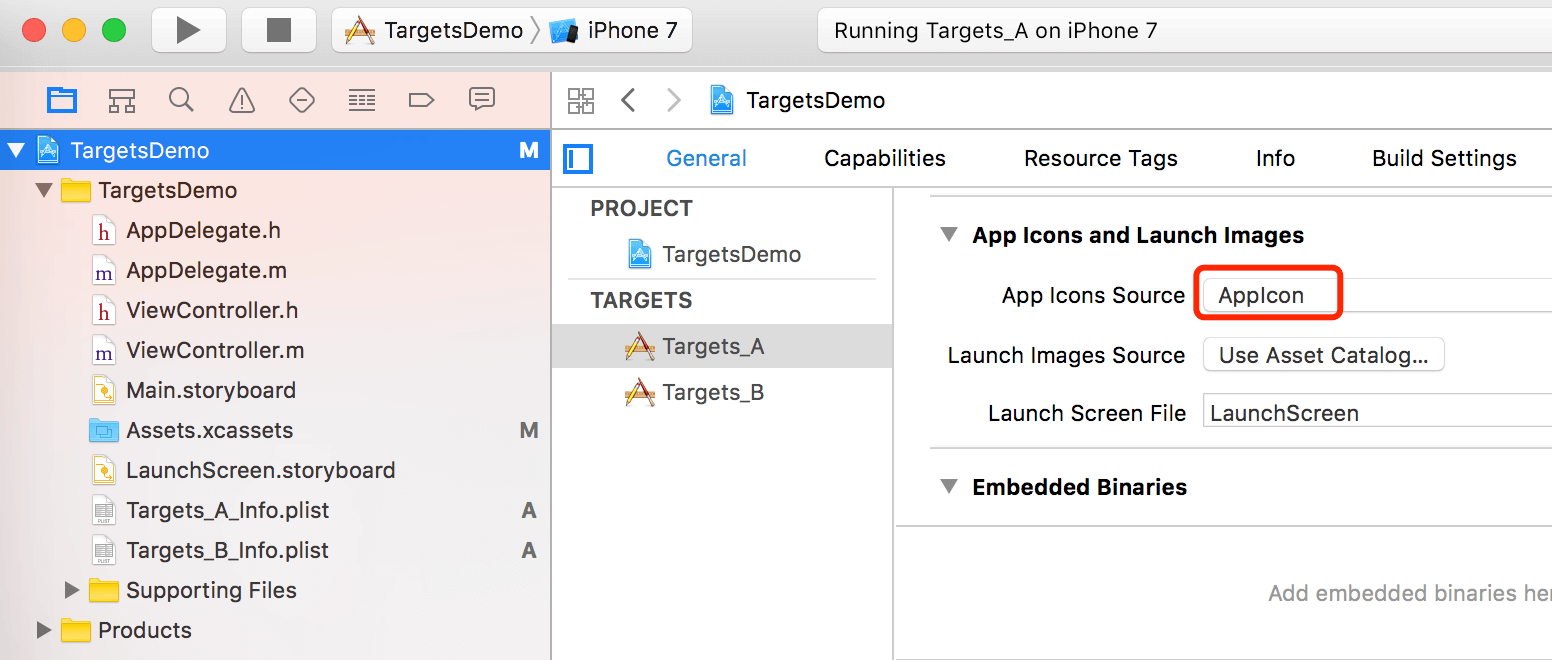 TargetsDemo iPhone 7
Running Targets_A on iPhone 7
TargetsDemo M
TargetsDemo
h AppDelegate.h
m AppDelegate.m
h ViewController.h
m ViewController.m
Main.storyboard
Assets.xcassets M
LaunchScreen.storyboard
PLIST Targets_A_Info.plist A
PLIST Targets_B_Info.plist A
Supporting Files
Products
TargetsDemo
General Capabilities Resource Tags Info Build Settings
PROJECT
TargetsDemo
TARGETS
Targets_A
Targets_B
App Icons and Launch Images
App Icons Source AppIcon
Launch Images Source Use Asset Catalog...
Launch Screen File LaunchScreen
Embedded Binaries
Add embedded binaries her